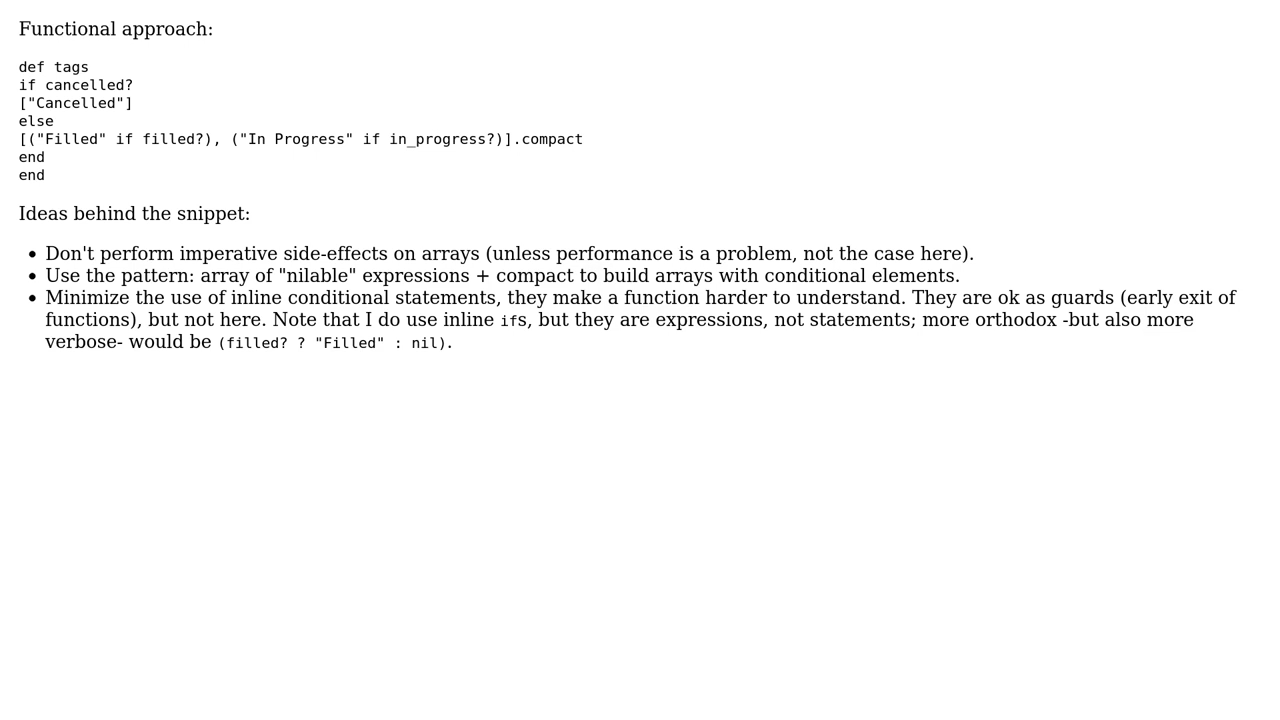 Functional approach:
def tags
if cancelled?
["Cancelled"]
else
[("Filled" if filled?), ("In Progress" if in_progress?)].compact
end
end
Ideas behind the snippet:
• Don't perform imperative side-effects on arrays (unless performance is a problem, not the case here).
• Use the pattern: array of "nilable" expressions + compact to build arrays with conditional elements.
• Minimize the use of inline conditional statements, they make a function harder to understand. They are ok as guards (early exit of
functions), but not here. Note that I do use inline ifs, but they are expressions, not statements; more orthodox -but also more
verbose- would be (filled? ? "Filled" : nil).